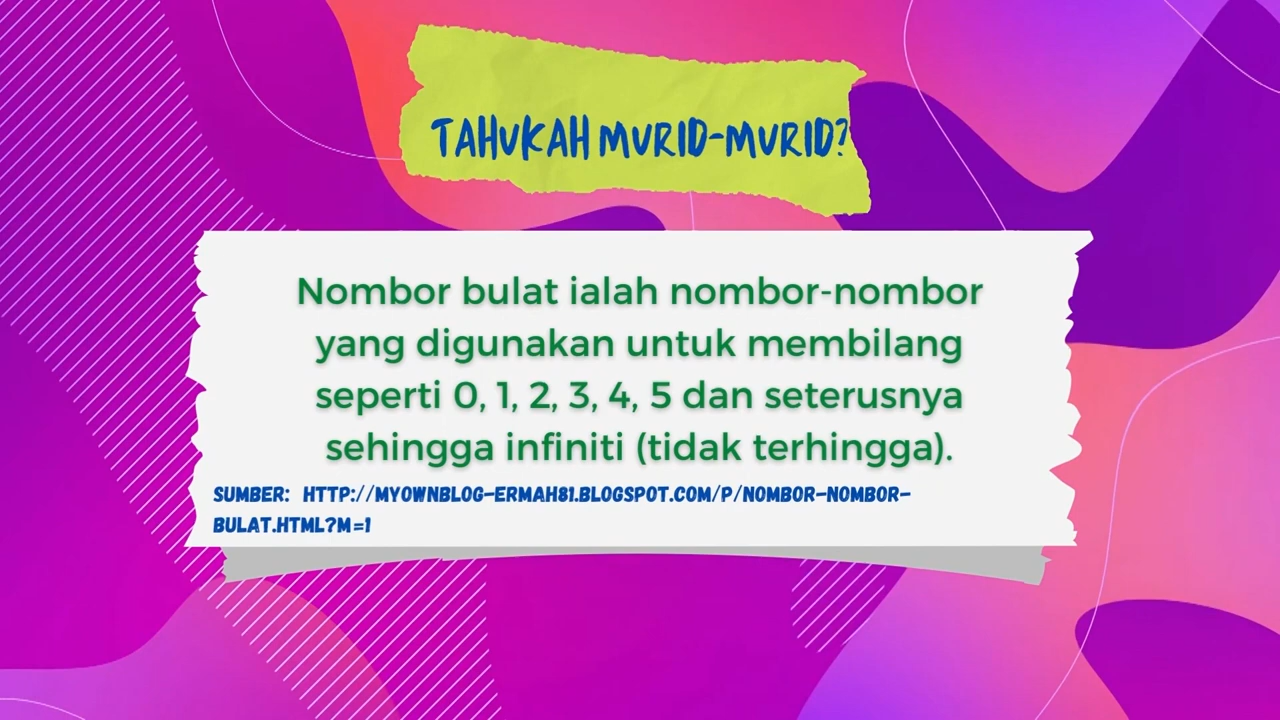 TAHUKAH MURID-MURID?
Nombor bulat ialah nombor-nombor
yang digunakan untuk membilang
seperti 0, 1, 2, 3, 4, 5 dan seterusnya
sehingga infiniti (tidak terhingga).
SUMBER: HTTP://MYOWNBLOG-ERMAH81.BLOGSPOT.COM/P/NOMBOR-NOMBOR-
BULAT.HTML?M=1